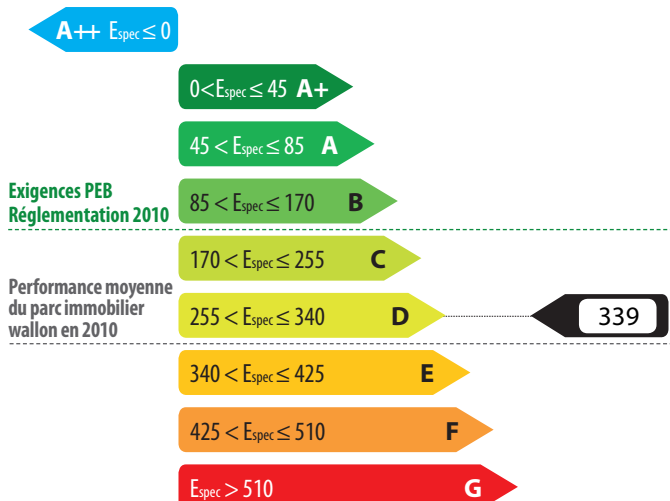 A++ Espec ≤ 0
0 < Espec ≤ 45 A+
45 < Espec ≤ 85 A
Exigences PEB
Réglementation 2010
85 < Espec ≤ 170 B
170 < Espec ≤ 255 C
Performance moyenne
du parc immobilier
wallon en 2010
255 < Espec ≤ 340 D
339
340 < Espec ≤ 425 E
425 < Espec ≤ 510 F
Espec > 510 G